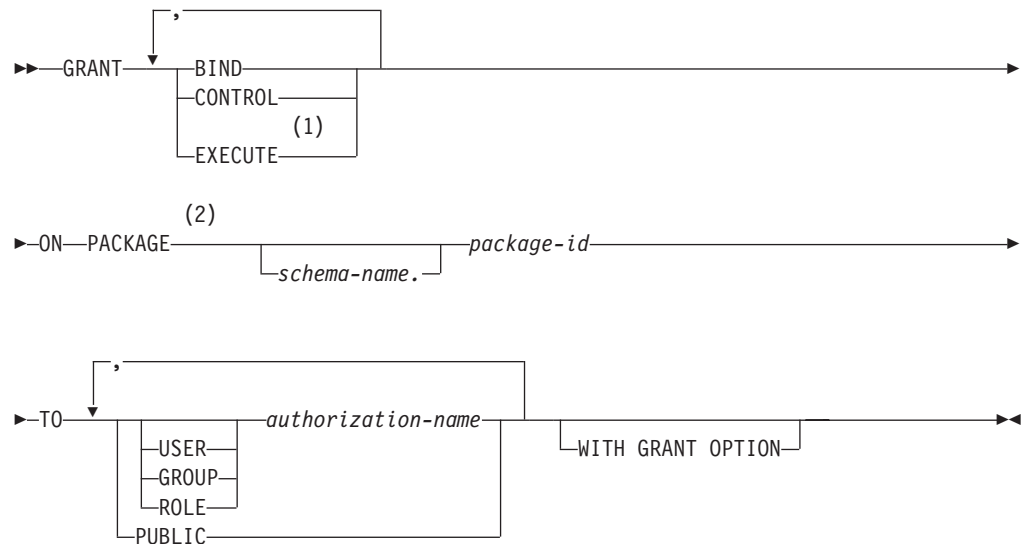 ,
GRANT BIND
CONTROL
(1)
EXECUTE
(2)
ON PACKAGE package-id
schema-name.
,
TO authorization-name
USER WITH GRANT OPTION
GROUP
ROLE
PUBLIC